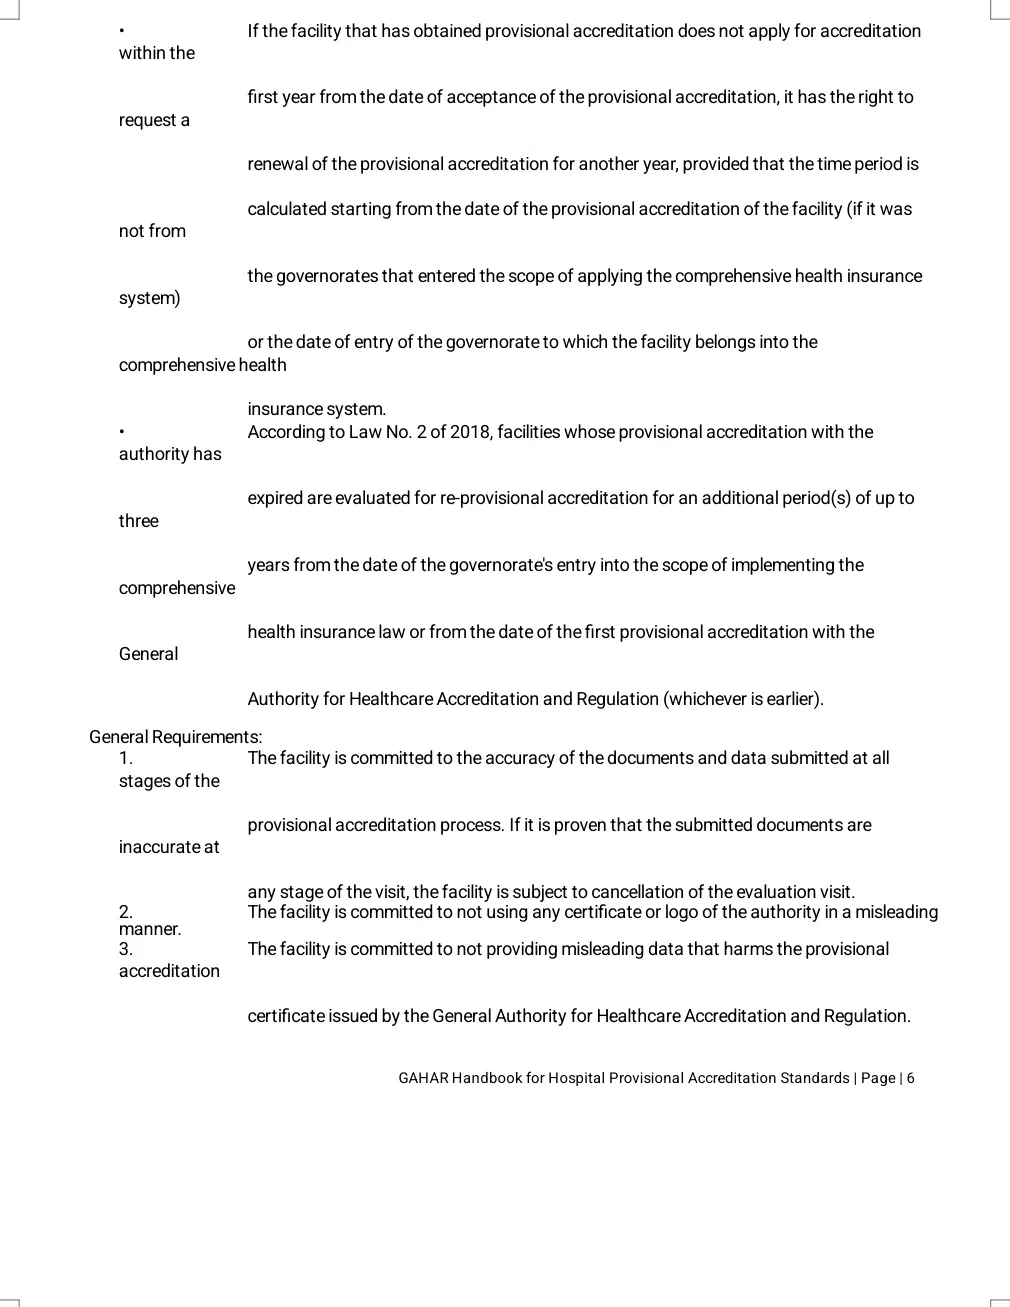 • If the facility that has obtained provisional accreditation does not apply for accreditation
within the
first year from the date of acceptance of the provisional accreditation, it has the right to
request a
renewal of the provisional accreditation for another year, provided that the time period is
calculated starting from the date of the provisional accreditation of the facility (if it was
not from
the governorates that entered the scope of applying the comprehensive health insurance
system)
or the date of entry of the governorate to which the facility belongs into the
comprehensive health
insurance system.
• According to Law No. 2 of 2018, facilities whose provisional accreditation with the
authority has
expired are evaluated for re-provisional accreditation for an additional period(s) of up to
three
years from the date of the governorate's entry into the scope of implementing the
comprehensive
health insurance law or from the date of the first provisional accreditation with the
General
Authority for Healthcare Accreditation and Regulation (whichever is earlier).
General Requirements:
1. The facility is committed to the accuracy of the documents and data submitted at all
stages of the
provisional accreditation process. If it is proven that the submitted documents are
inaccurate at
any stage of the visit, the facility is subject to cancellation of the evaluation visit.
2. The facility is committed to not using any certificate or logo of the authority in a misleading
manner.
3. The facility is committed to not providing misleading data that harms the provisional
accreditation
certificate issued by the General Authority for Healthcare Accreditation and Regulation.
GAHAR Handbook for Hospital Provisional Accreditation Standards | Page | 6